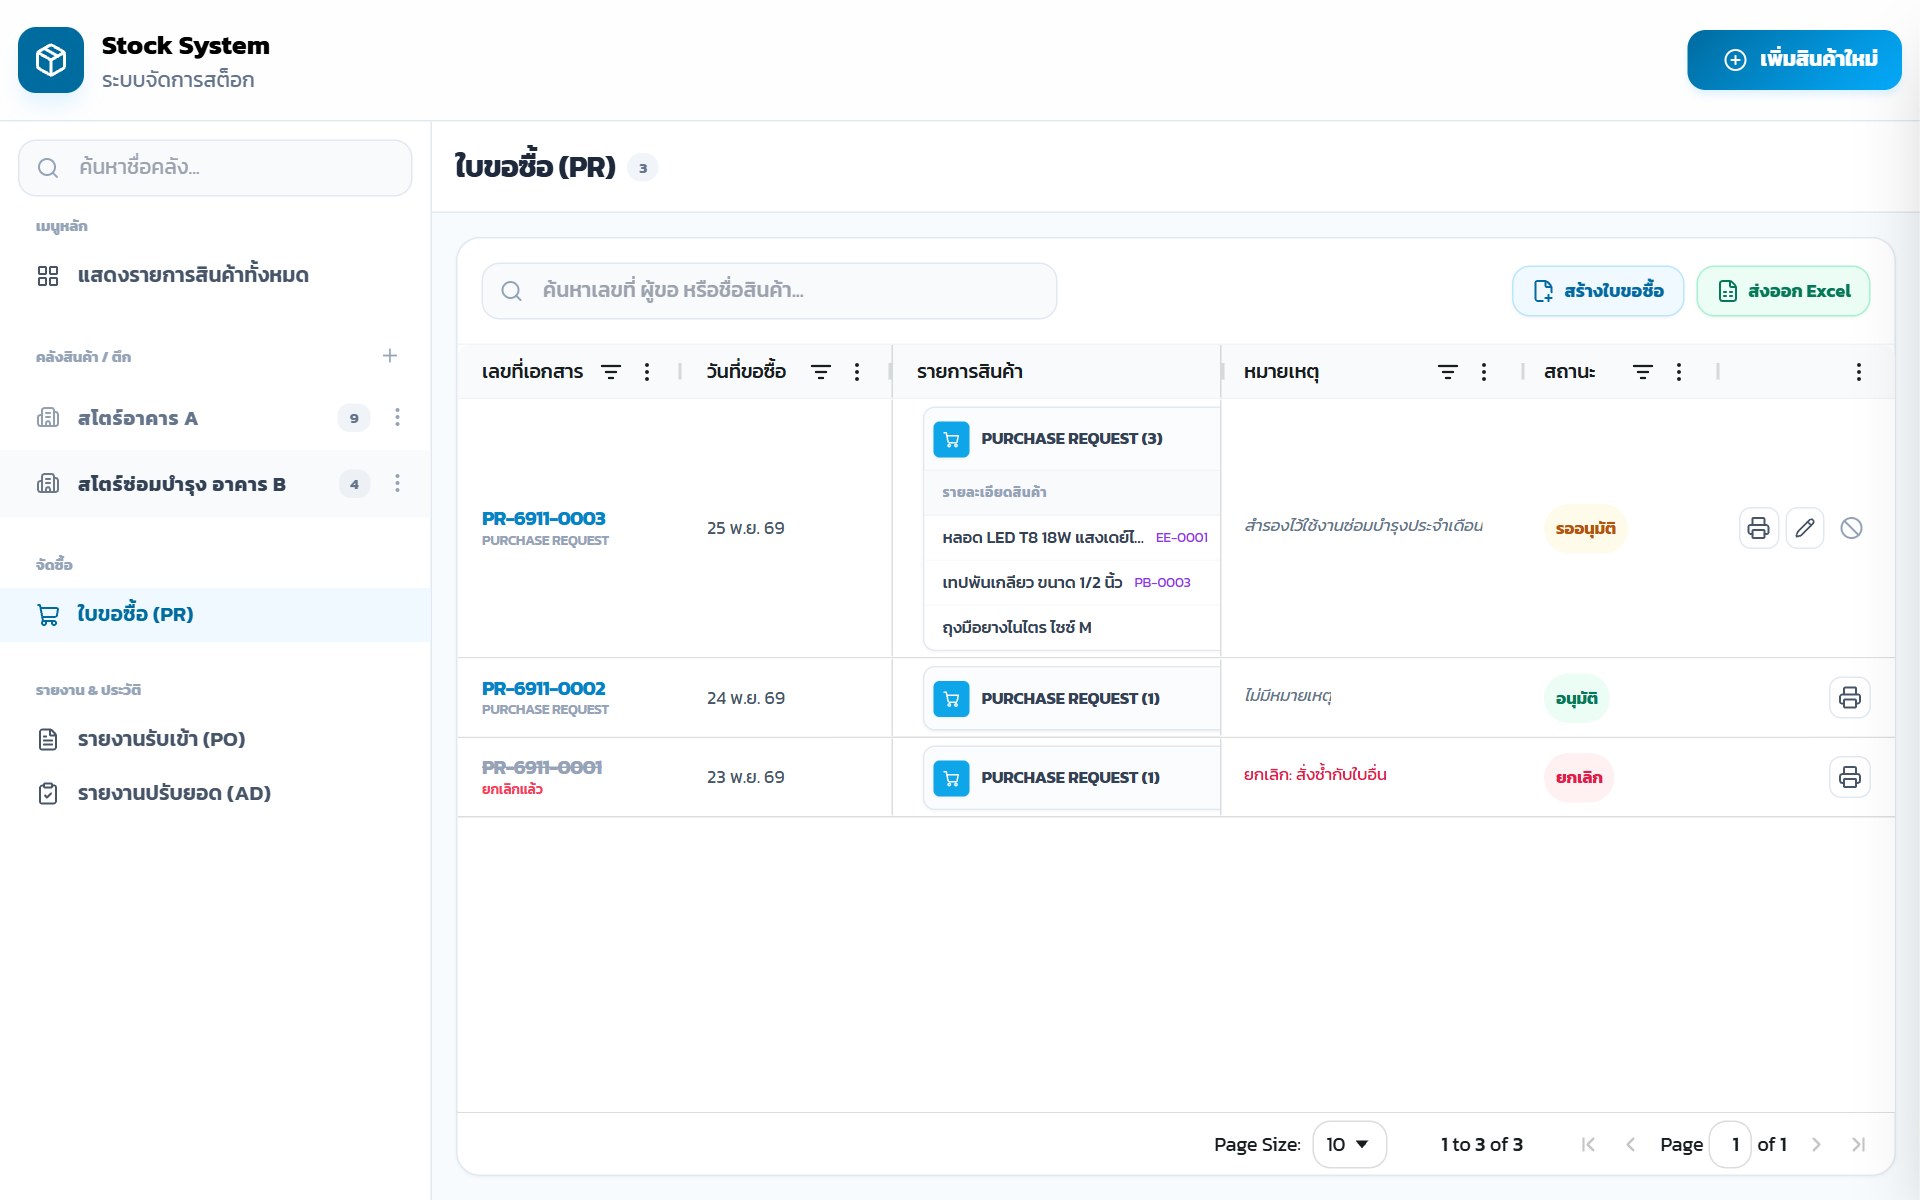 Stock System
ระบบจัดการสต็อก
เพิ่มสินค้าใหม่
ค้นหาชื่อคลัง...
เมนูหลัก
แสดงรายการสินค้าทั้งหมด
คลังสินค้า / ตึก
สโตร์อาคาร A
9
สโตร์ซ่อมบำรุง อาคาร B
4
จัดซื้อ
ใบขอซื้อ (PR)
รายงาน & ประวัติ
รายงานรับเข้า (PO)
รายงานปรับยอด (AD)
ใบขอซื้อ (PR) 3
ค้นหาเลขที่ ผู้ขอ หรือชื่อสินค้า...
สร้างใบขอซื้อ
ส่งออก Excel
เลขที่เอกสาร วันที่ขอซื้อ รายการสินค้า หมายเหตุ สถานะ
PR-6911-0003
PURCHASE REQUEST
25 พ.ย. 69
PURCHASE REQUEST (3)
รายละเอียดสินค้า
หลอด LED T8 18W แสงเดย์ไ... EE-0001
เทปพันเกลียว ขนาด 1/2 นิ้ว PB-0003
ถุงมือยางไนไตร ไซซ์ M
สำรองไว้ใช้งานซ่อมบำรุงประจำเดือน
รออนุมัติ
PR-6911-0002
PURCHASE REQUEST
24 พ.ย. 69
PURCHASE REQUEST (1)
ไม่มีหมายเหตุ
อนุมัติ
PR-6911-0001
ยกเลิกแล้ว
23 พ.ย. 69
PURCHASE REQUEST (1)
ยกเลิก: สั่งซ้ำกับใบอื่น
ยกเลิก
Page Size: 10 1 to 3 of 3 Page 1 of 1